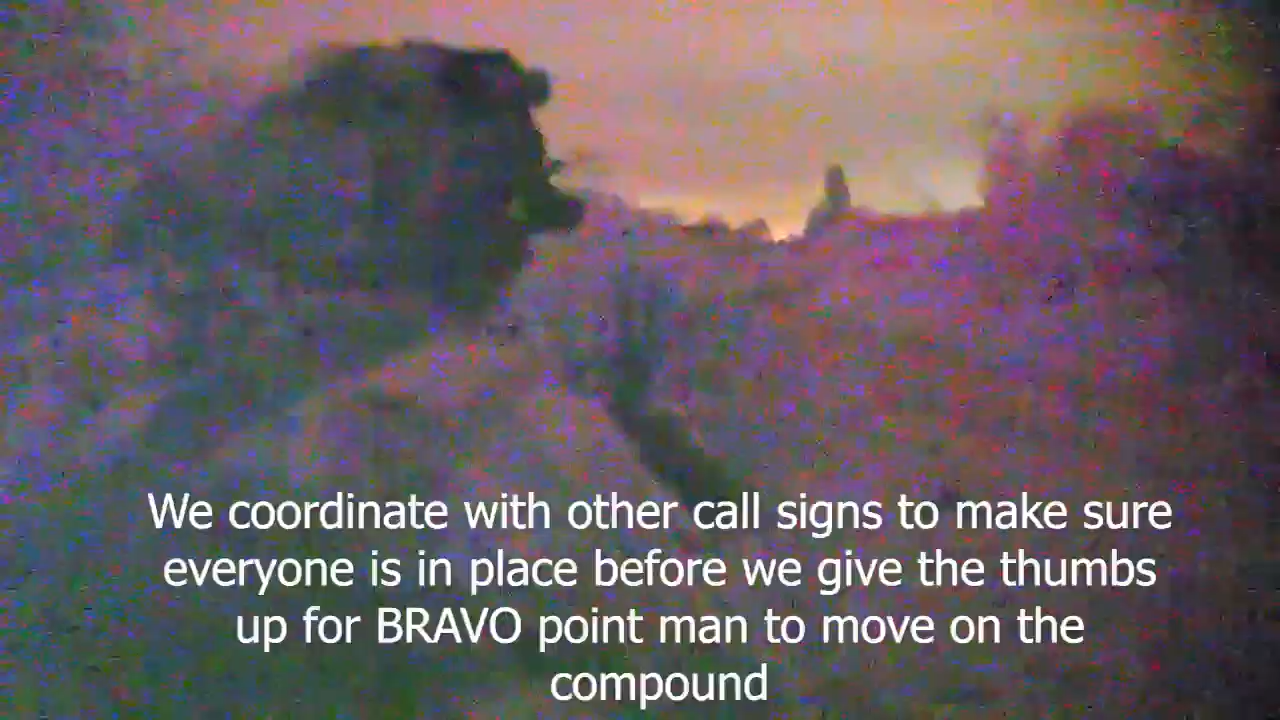 We coordinate with other call signs to make sure
everyone is in place before we give the thumbs
up for BRAVO point man to move on the
compound